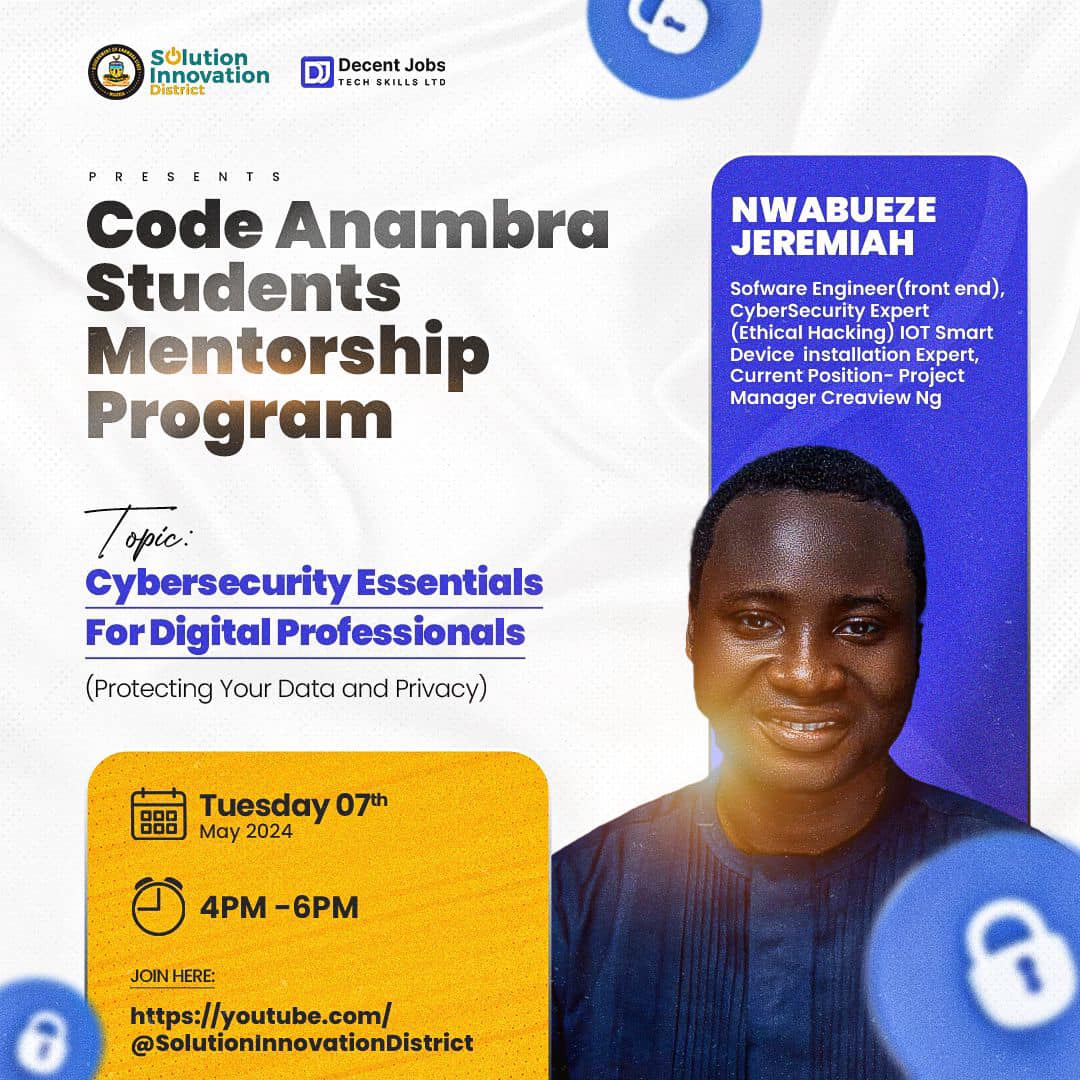 Solution
Innovation
District
DJ
Decent Jobs
TECH SKILLS LTD
PRESENTS
Code Anambra
Students
Mentorship
Program
Topic:
Cybersecurity Essentials
For Digital Professionals
(Protecting Your Data and Privacy)
NWABUEZE
JEREMIAH
Sofware Engineer(front end),
CyberSecurity Expert
(Ethical Hacking) IOT Smart
Device installation Expert,
Current Position- Project
Manager Creaview Ng
Tuesday 07th
May 2024
4PM -6PM
JOIN HERE:
https://youtube.com/
@SolutionInnovationDistrict